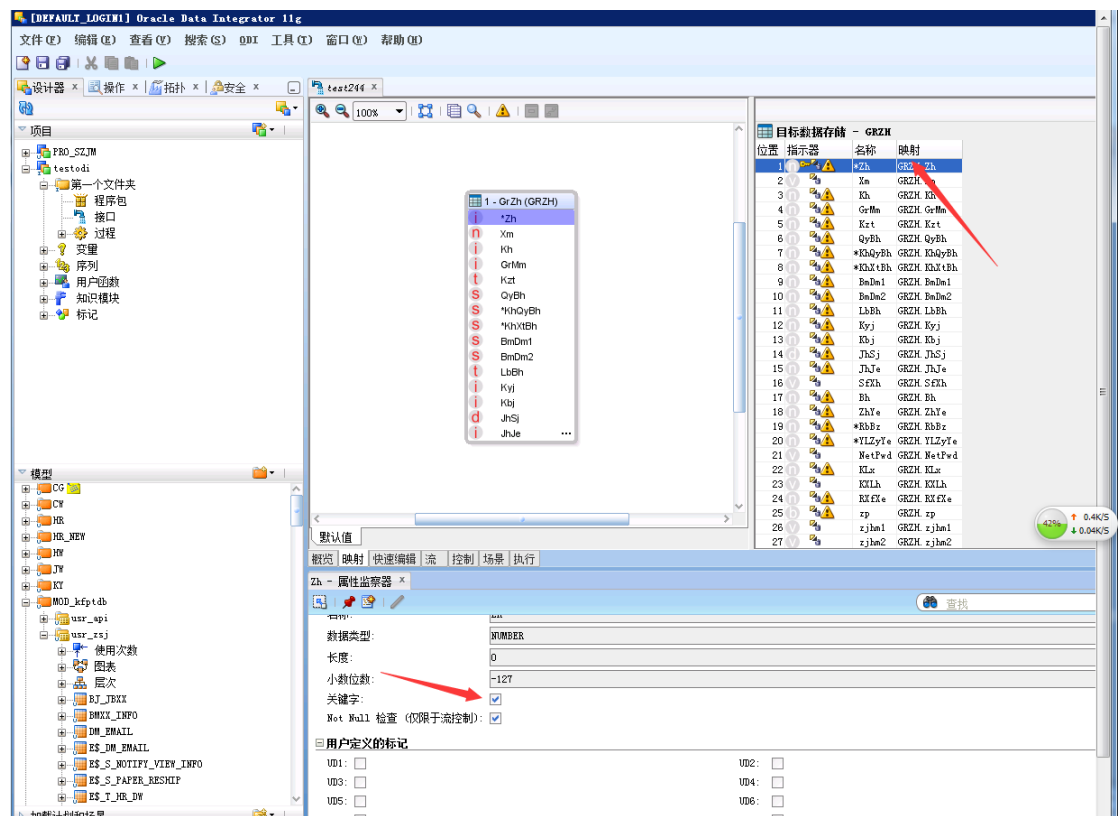 [DEFAULT_LOGIN1] Oracle Data Integrator 11g
文件(F) 编辑(E) 查看(V) 搜索(S) ODI 工具(T) 窗口(W) 帮助(H)
设计器 × 操作 × 拓扑 × 安全 ×
test244 ×
100%
项目
PRO_SZJM
testodi
第一个文件夹
程序包
接口
过程
变量
序列
用户函数
知识模块
标记
1 - GrZh (GRZH)
i *Zh
n Xm
i Kh
i GrMm
t Kzt
S QyBh
S *KhQyBh
S *KhXtBh
S BmDm1
S BmDm2
t LbBh
i Kyj
i Kbj
d JhSj
i JhJe ...
默认值
目标数据存储 - GRZH
位置 指示器 名称 映射
1 n *Zh GRZH.Zh
2 v Xm
3 n Kh GRZH.Kh
4 n GrMm GRZH.GrMm
5 n Kzt GRZH.Kzt
6 n QyBh GRZH.QyBh
7 n *KhQyBh GRZH.KhQyBh
8 n *KhXtBh GRZH.KhXtBh
9 n BmDm1 GRZH.BmDm1
10 n BmDm2 GRZH.BmDm2
11 n LbBh GRZH.LbBh
12 n Kyj GRZH.Kyj
13 n Kbj GRZH.Kbj
14 d JhSj GRZH.JhSj
15 n JhJe GRZH.JhJe
16 v SfXh GRZH.SfXh
17 n Bh GRZH.Bh
18 n ZhYe GRZH.ZhYe
19 n *RbBz GRZH.RbBz
20 n *YLZyYe GRZH.YLZyYe
21 v NetPwd GRZH.NetPwd
22 n KLx GRZH.KLx
23 v KXLh GRZH.KXLh
24 n RXfXe GRZH.RXfXe
25 b zp GRZH.zp
26 v zjhm1 GRZH.zjhm1
27 v zjhm2 GRZH.zjhm2
42%
0.4K/S
0.04K/S
概览 映射 快速编辑 流 控制 场景 执行
模型
CG
CW
HR
HR_NEW
HW
JW
KY
MOD_kfptdb
usr_api
usr_zsj
使用次数
图表
层次
BJ_JBXX
BMXX_INFO
DM_EMAIL
E$_DM_EMAIL
E$_S_NOTIFY_VIEW_INFO
E$_S_PAPER_RESHIP
E$_T_HR_DW
Zh - 属性监察器 ×
查找
数据类型: NUMBER
长度: 0
小数位数: -127
关键字:
Not Null 检查 (仅限于流控制):
用户定义的标记
UD1: UD2:
UD3: UD4:
UD5: UD6: